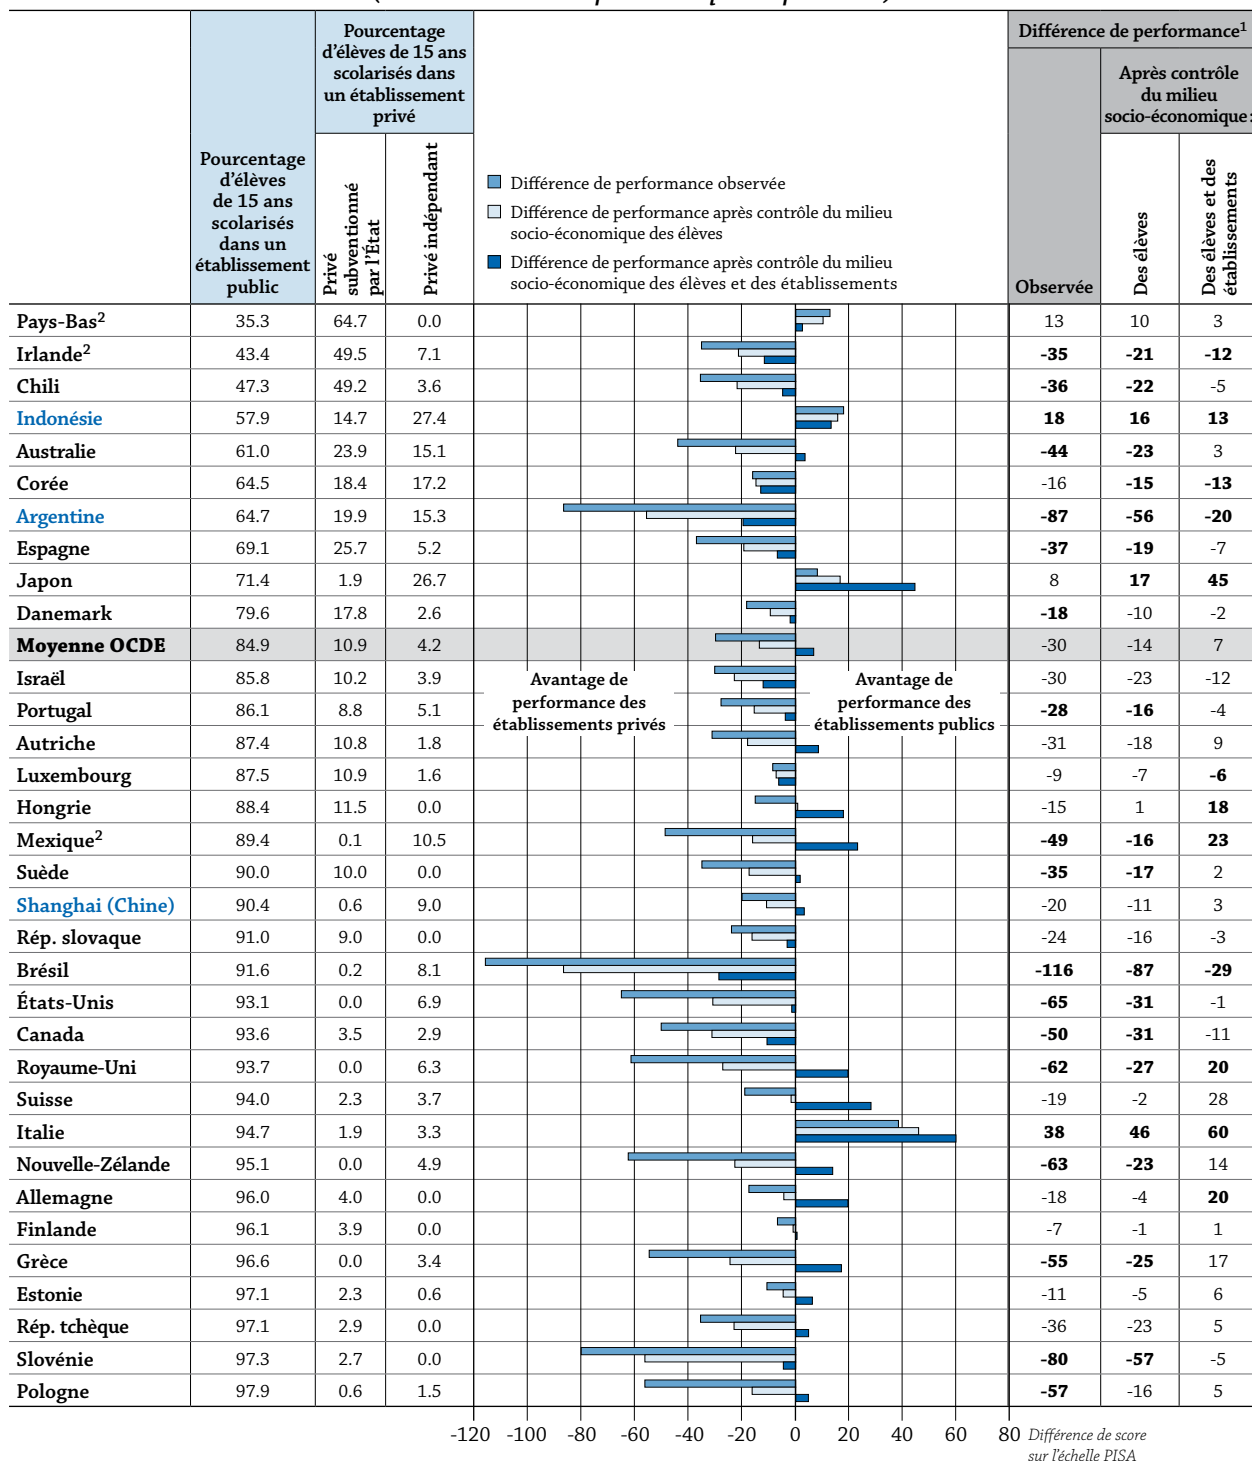 Pourcentage
d'élèves de 15 ans
scolarisés dans
un établissement
privé
Différence de performance1
Après contrôle
du milieu
socio-économique :
Pourcentage
d'élèves
de 15 ans
scolarisés
dans un
établissement
public
Privé
subventionné
par l'État
Privé indépendant
Différence de performance observée
Différence de performance après contrôle du milieu
socio-économique des élèves
Différence de performance après contrôle du milieu
socio-économique des élèves et des établissements
Observée
Des élèves
Des élèves et des
établissements
Pays-Bas2 35.3 64.7 0.0 13 10 3
Irlande2 43.4 49.5 7.1 -35 -21 -12
Chili 47.3 49.2 3.6 -36 -22 -5
Indonésie 57.9 14.7 27.4 18 16 13
Australie 61.0 23.9 15.1 -44 -23 3
Corée 64.5 18.4 17.2 -16 -15 -13
Argentine 64.7 19.9 15.3 -87 -56 -20
Espagne 69.1 25.7 5.2 -37 -19 -7
Japon 71.4 1.9 26.7 8 17 45
Danemark 79.6 17.8 2.6 -18 -10 -2
Moyenne OCDE 84.9 10.9 4.2 -30 -14 7
Israël 85.8 10.2 3.9 -30 -23 -12
Portugal 86.1 8.8 5.1 -28 -16 -4
Autriche 87.4 10.8 1.8 -31 -18 9
Avantage de
performance des
établissements privés
Avantage de
performance des
établissements publics
Luxembourg 87.5 10.9 1.6 -9 -7 -6
Hongrie 88.4 11.5 0.0 -15 1 18
Mexique2 89.4 0.1 10.5 -49 -16 23
Suède 90.0 10.0 0.0 -35 -17 2
Shanghai (Chine) 90.4 0.6 9.0 -20 -11 3
Rép. slovaque 91.0 9.0 0.0 -24 -16 -3
Brésil 91.6 0.2 8.1 -116 -87 -29
États-Unis 93.1 0.0 6.9 -65 -31 -1
Canada 93.6 3.5 2.9 -50 -31 -11
Royaume-Uni 93.7 0.0 6.3 -62 -27 20
Suisse 94.0 2.3 3.7 -19 -2 28
Italie 94.7 1.9 3.3 38 46 60
Nouvelle-Zélande 95.1 0.0 4.9 -63 -23 14
Allemagne 96.0 4.0 0.0 -18 -4 20
Finlande 96.1 3.9 0.0 -7 -1 1
Grèce 96.6 0.0 3.4 -55 -25 17
Estonie 97.1 2.3 0.6 -11 -5 6
Rép. tchèque 97.1 2.9 0.0 -36 -23 5
Slovénie 97.3 2.7 0.0 -80 -57 -5
Pologne 97.9 0.6 1.5 -57 -16 5
-120 -100 -80 -60 -40 -20 0 20 40 60 80 Différence de score
sur l'échelle PISA